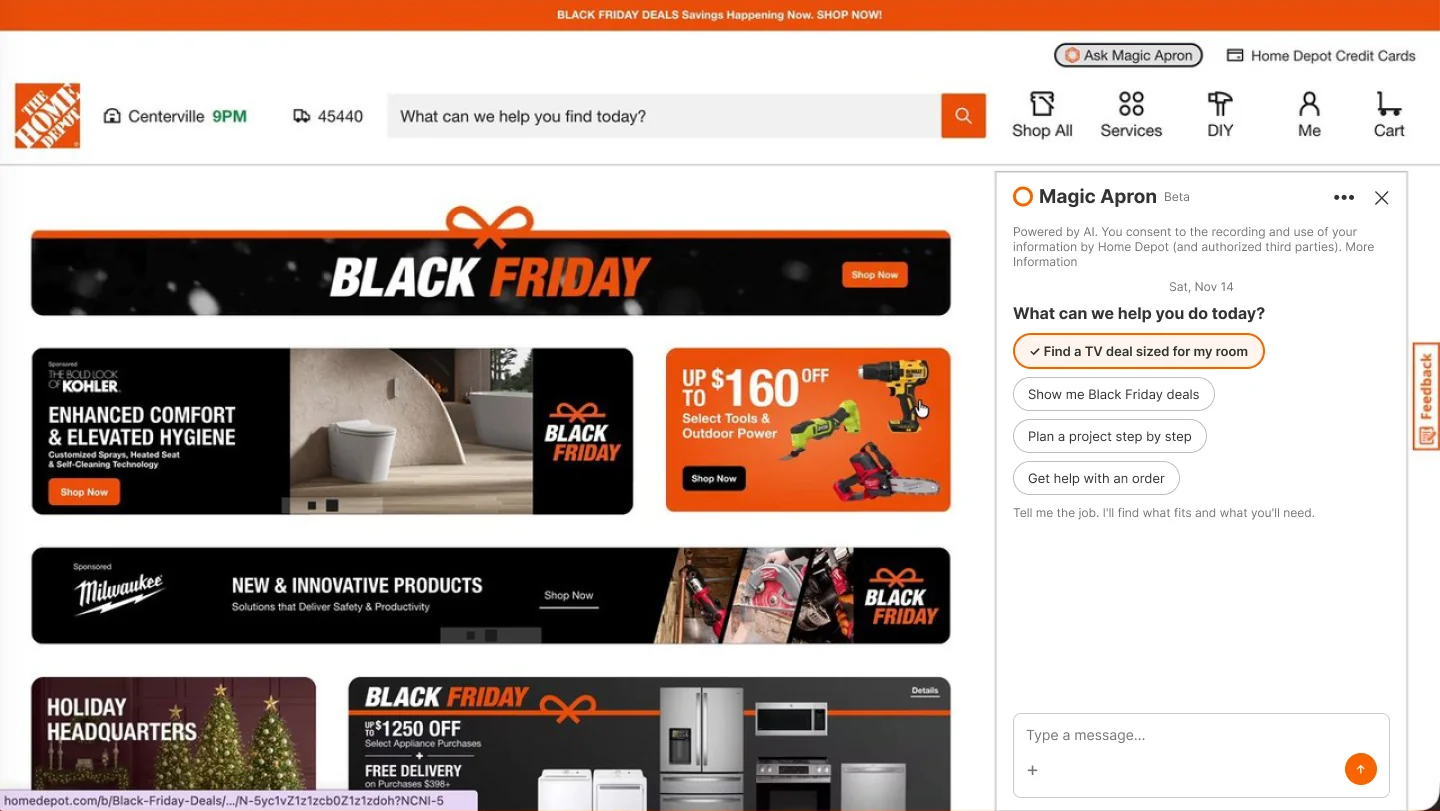 BLACK FRIDAY DEALS Savings Happening Now. SHOP NOW!
Ask Magic Apron
Home Depot Credit Cards
THE HOME DEPOT
Centerville 9PM
45440
What can we help you find today?
Shop All
Services
DIY
Me
Cart
BLACK FRIDAY
Shop Now
Sponsored
THE BOLD LOOK
OF KOHLER
ENHANCED COMFORT
& ELEVATED HYGIENE
Customized Sprays, Heated Seat
& Self-Cleaning Technology
Shop Now
BLACK
FRIDAY
UP TO $160 OFF
Select Tools &
Outdoor Power
Shop Now
Sponsored
Milwaukee
NEW & INNOVATIVE PRODUCTS
Solutions that Deliver Safety & Productivity
Shop Now
BLACK
FRIDAY
HOLIDAY
HEADQUARTERS
BLACK FRIDAY
Details
UP TO $1250 OFF
Select Appliance Purchases
+
FREE DELIVERY
on Purchases $398+
homedepot.com/b/Black-Friday-Deals/.../N-5yc1vZ1z1zcb0Z1z1zdoh?NCNI-5
Magic Apron Beta
Powered by AI. You consent to the recording and use of your
information by Home Depot (and authorized third parties). More
Information
Sat, Nov 14
What can we help you do today?
✓ Find a TV deal sized for my room
Show me Black Friday deals
Plan a project step by step
Get help with an order
Tell me the job. I'll find what fits and what you'll need.
Type a message...
+
Feedback